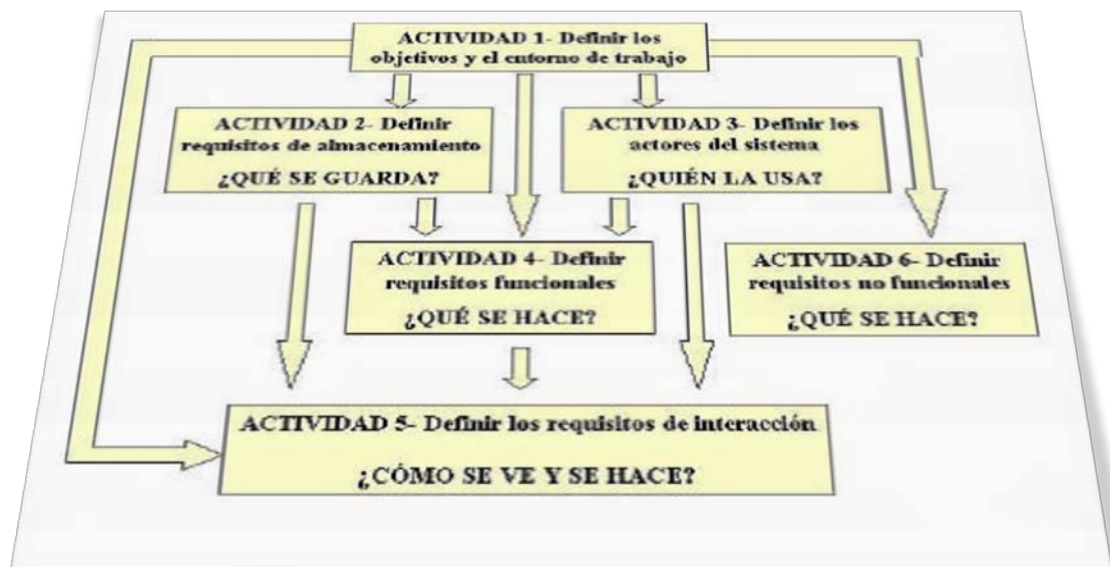 ACTIVIDAD 1- Definir los
objetivos y el entorno de trabajo
ACTIVIDAD 2- Definir
requisitos de almacenamiento
¿QUÉ SE GUARDA?
ACTIVIDAD 3- Definir los
actores del sistema
¿QUIÉN LA USA?
ACTIVIDAD 4- Definir
requisitos funcionales
¿QUÉ SE HACE?
ACTIVIDAD 6- Definir
requisitos no funcionales
¿QUÉ SE HACE?
ACTIVIDAD 5- Definir los requisitos de interacción
¿CÓMO SE VE Y SE HACE?